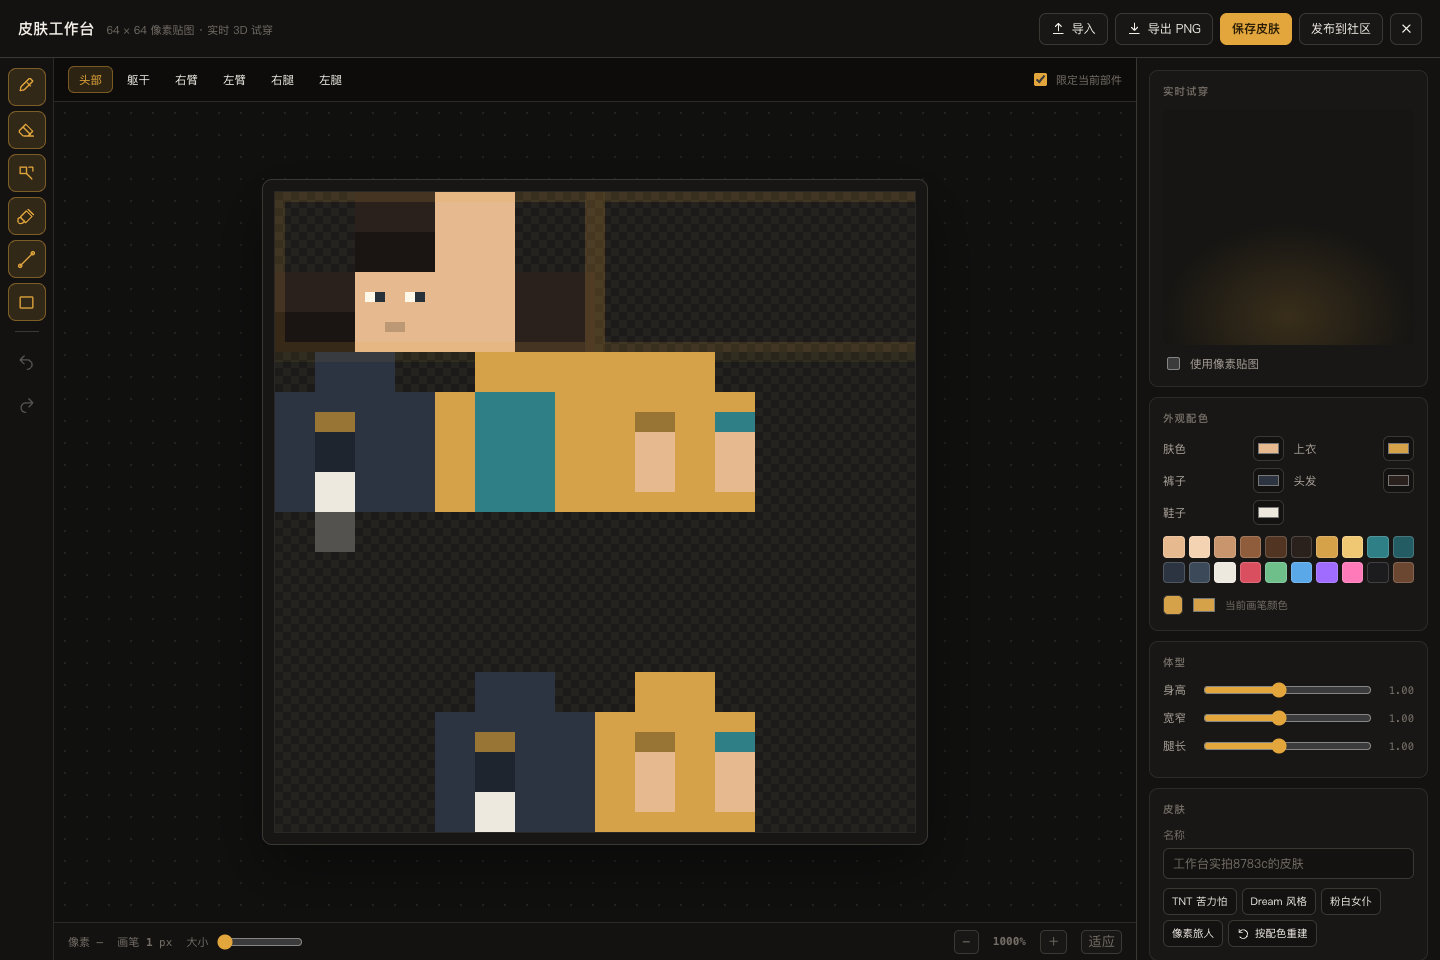 皮肤工作台 64 × 64 像素贴图 · 实时 3D 试穿 导入 导出 PNG 保存皮肤 发布到社区 ×
头部 躯干 右臂 左臂 右腿 左腿 限定当前部件
实时试穿
使用像素贴图
外观配色
肤色 上衣
裤子 头发
鞋子
当前画笔颜色
体型
身高 1.00
宽窄 1.00
腿长 1.00
皮肤
名称
工作台实拍8783c的皮肤
TNT 苦力怕 Dream 风格 粉白女仆
像素旅人 按配色重建
像素 — 画笔 1 px 大小 − 1000% + 适应